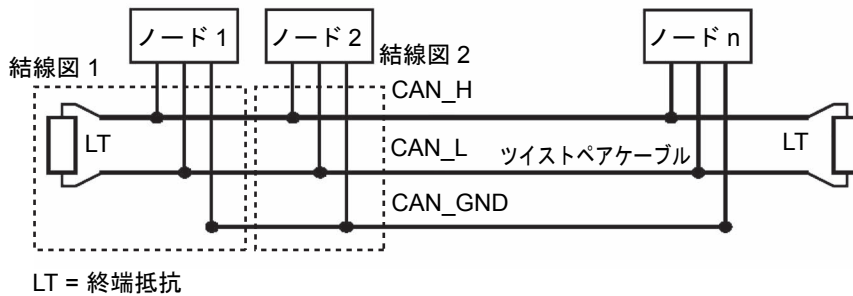 ノード 1
ノード 2
ノード n
結線図 1
結線図 2
CAN_H
LT
CAN_L
ツイストペアケーブル
LT
CAN_GND
LT = 終端抵抗